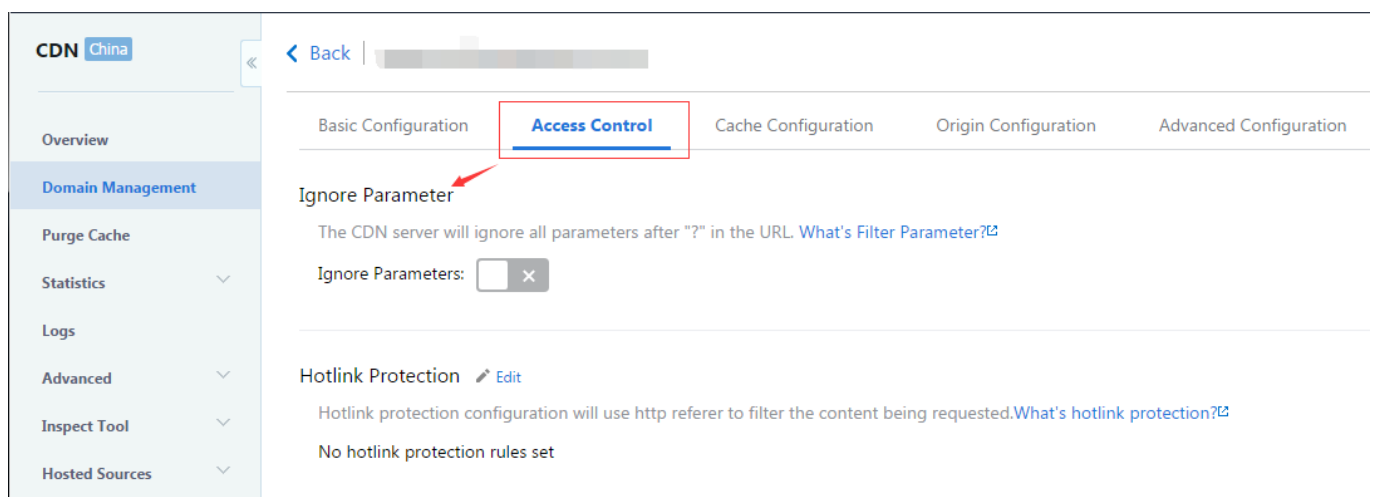 CDN China
Overview
Domain Management
Purge Cache
Statistics
Logs
Advanced
Inspect Tool
Hosted Sources
Back
Basic Configuration Access Control Cache Configuration Origin Configuration Advanced Configuration
Ignore Parameter
The CDN server will ignore all parameters after "?" in the URL. What's Filter Parameter?
Ignore Parameters:
Hotlink Protection Edit
Hotlink protection configuration will use http referer to filter the content being requested.What's hotlink protection?
No hotlink protection rules set